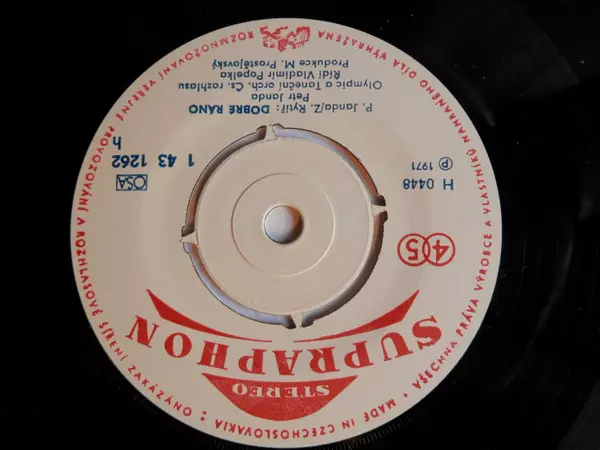 STEREO
SUPRAPHON
45
H 0448
℗ 1971
1 43 1262
h
OSA
P. Janda/Z. Rytíř: DOBRÉ RÁNO
Petr Janda
Olympic a Taneční orch. Čs. rozhlasu
Řídí Vladimír Popelka
Produkce M. Prostějovský
MADE IN CZECHOSLOVAKIA • VŠECHNA PRÁVA VÝROBCE A VLASTNÍKŮ NAHRANÉHO DÍLA VYHRAŽENA
ROZMNOŽOVÁNÍ, VEŘEJNÉ PROVOZOVÁNÍ A ROZHLASOVÉ ŠÍŘENÍ ZAKÁZÁNO